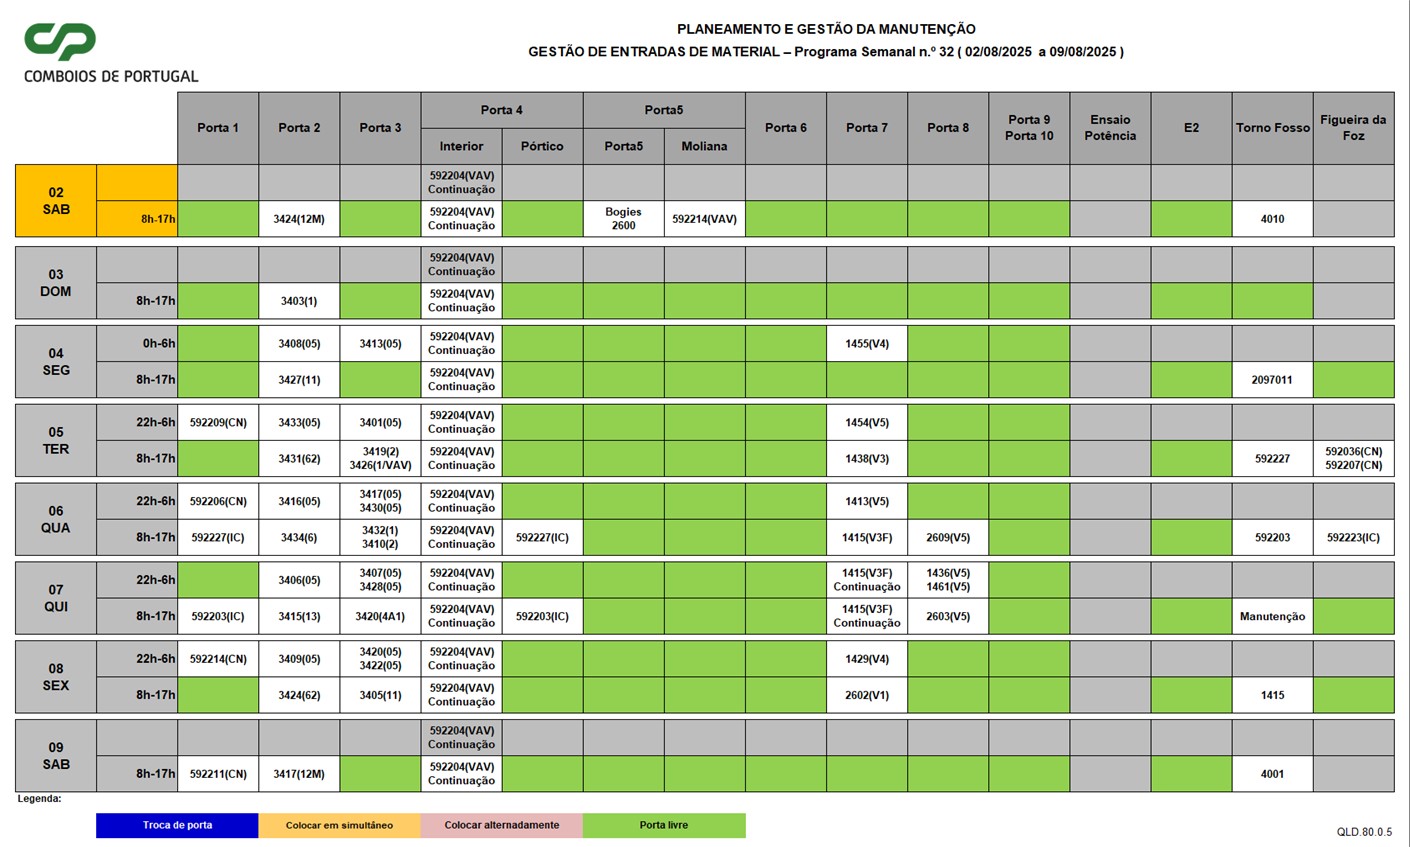 CP
COMBOIOS DE PORTUGAL
PLANEAMENTO E GESTÃO DA MANUTENÇÃO
GESTÃO DE ENTRADAS DE MATERIAL – Programa Semanal n.º 32 ( 02/08/2025 a 09/08/2025 )
Porta 1 Porta 2 Porta 3 Porta 4 Porta5 Porta 6 Porta 7 Porta 8 Porta 9 Porta 10 Ensaio Potência E2 Torno Fosso Figueira da Foz
Interior Pórtico Porta5 Moliana
02 SAB
592204(VAV) Continuação
8h-17h 3424(12M) 592204(VAV) Continuação Bogies 2600 592214(VAV) 4010
03 DOM
592204(VAV) Continuação
8h-17h 3403(1) 592204(VAV) Continuação
04 SEG
0h-6h 3408(05) 3413(05) 592204(VAV) Continuação 1455(V4)
8h-17h 3427(11) 592204(VAV) Continuação 2097011
05 TER
22h-6h 592209(CN) 3433(05) 3401(05) 592204(VAV) Continuação 1454(V5)
8h-17h 3431(62) 3419(2) 3426(1/VAV) 592204(VAV) Continuação 1438(V3) 592227 592036(CN) 592207(CN)
06 QUA
22h-6h 592206(CN) 3416(05) 3417(05) 3430(05) 592204(VAV) Continuação 1413(V5)
8h-17h 592227(IC) 3434(6) 3432(1) 3410(2) 592204(VAV) Continuação 592227(IC) 1415(V3F) 2609(V5) 592203 592223(IC)
07 QUI
22h-6h 3406(05) 3407(05) 3428(05) 592204(VAV) Continuação 1415(V3F) Continuação 1436(V5) 1461(V5)
8h-17h 592203(IC) 3415(13) 3420(4A1) 592204(VAV) Continuação 592203(IC) 1415(V3F) Continuação 2603(V5) Manutenção
08 SEX
22h-6h 592214(CN) 3409(05) 3420(05) 3422(05) 592204(VAV) Continuação 1429(V4)
8h-17h 3424(62) 3405(11) 592204(VAV) Continuação 2602(V1) 1415
09 SAB
592204(VAV) Continuação
8h-17h 592211(CN) 3417(12M) 592204(VAV) Continuação 4001
Legenda:
Troca de porta Colocar em simultáneo Colocar alternadamente Porta livre
QLD.80.0.5